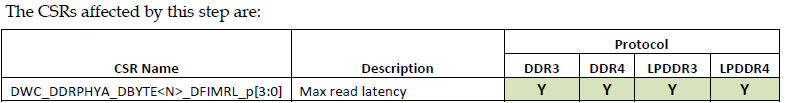 The CSRs affected by this step are:
Protocol
CSR Name Description DDR3 DDR4 LPDDR3 LPDDR4
DWC_DDRPHYA_DBYTE<N>_DFIMRL_p[3:0] Max read latency Y Y Y Y